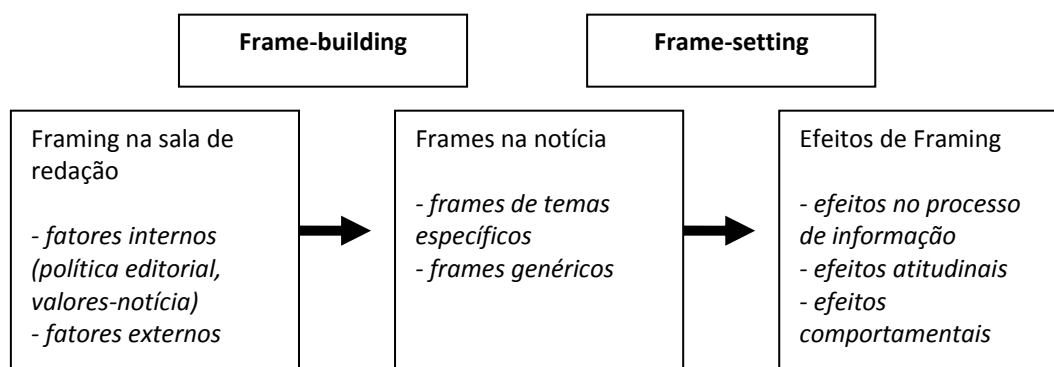 Frame-building
Frame-setting
Framing na sala de
redação
- fatores internos
(política editorial,
valores-notícia)
- fatores externos
Frames na notícia
- frames de temas
específicos
- frames genéricos
Efeitos de Framing
- efeitos no processo
de informação
- efeitos atitudinais
- efeitos
comportamentais